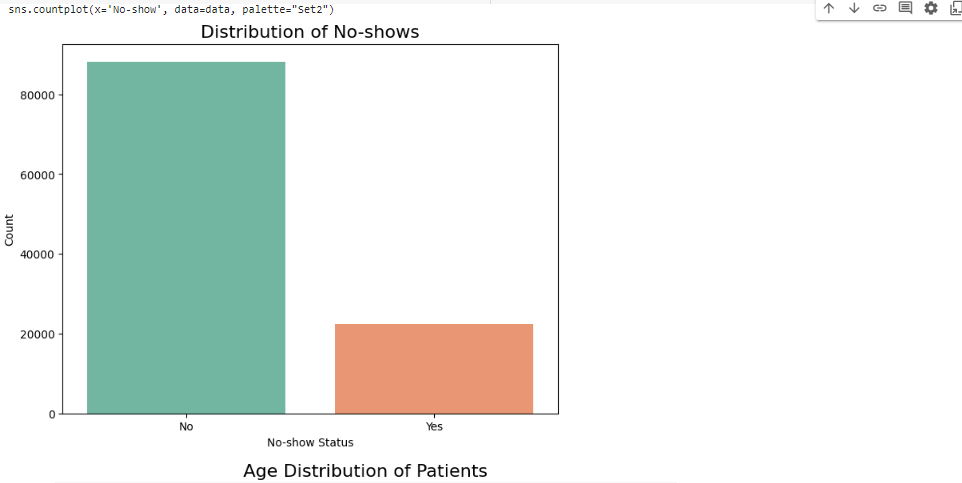 sns.countplot(x='No-show', data=data, palette="Set2")
Distribution of No-shows
80000
60000
40000
20000
0
Count
No
Yes
No-show Status
Age Distribution of Patients